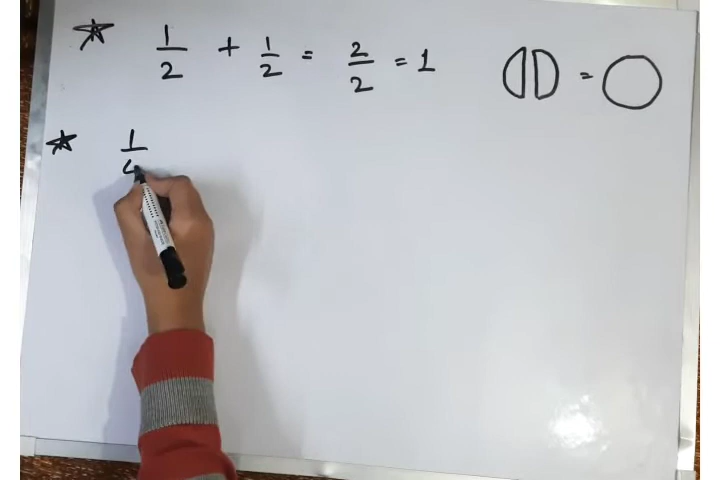 ☆ 1/2 + 1/2 = 2/2 = 1 =
☆ 1/4